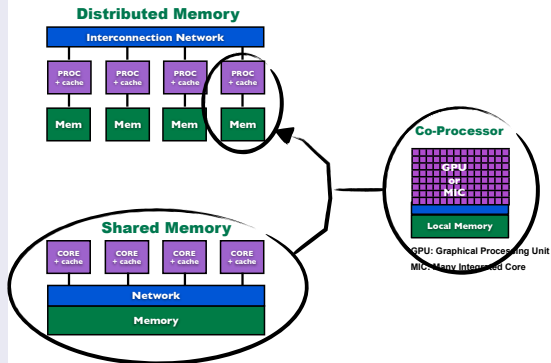 Distributed Memory
Interconnection Network
PROC PROC PROC PROC
+ cache + cache + cache + cache
Mem Mem Mem Mem
Co-Processor
GPU
or
MIC
Local Memory
GPU: Graphical Processing Unit
MIC: Many Integrated Core
Shared Memory
CORE CORE CORE CORE
+ cache + cache + cache + cache
Network
Memory